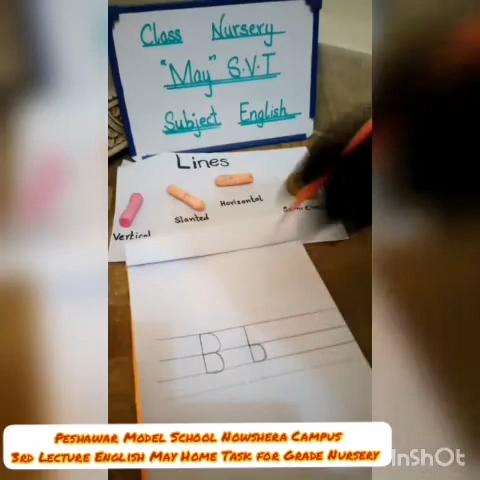 Class Nursery
"May" S.V.T
Subject English
Lines
Horizontal
Slanted
Vertical
B b
Peshawar Model School Nowshera Campus
3rd Lecture English May Home Task for Grade Nursery
InShOt